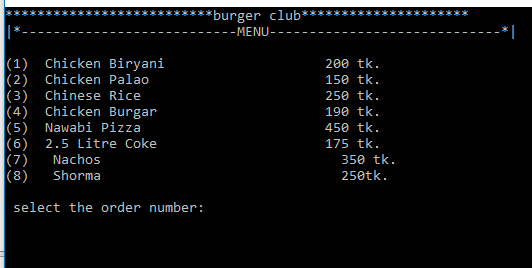 **************************burger club*********************
|*---------------------------MENU-----------------------------*|
(1)  Chicken Biryani                    200 tk.
(2)  Chicken Palao                      150 tk.
(3)  Chinese Rice                       250 tk.
(4)  Chicken Burgar                     190 tk.
(5)  Nawabi Pizza                       450 tk.
(6)  2.5 Litre Coke                     175 tk.
(7)   Nachos                              350 tk.
(8)   Shorma                              250tk.
select the order number: